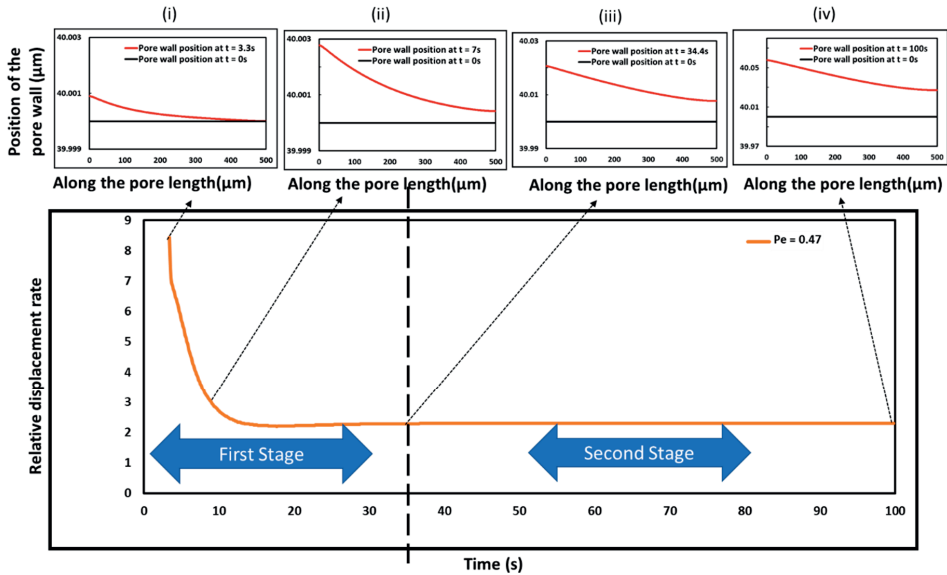 (i)
(ii)
(iii)
(iv)
Position of the
pore wall (μm)
40.003
40.001
39.999
Pore wall position at t = 3.3s
Pore wall position at t = 0s
0 100 200 300 400 500
40.003
40.001
39.999
Pore wall position at t = 7s
Pore wall position at t = 0s
0 100 200 300 400 500
40.03
40.01
39.99
Pore wall position at t = 34.4s
Pore wall position at t = 0s
0 100 200 300 400 500
40.05
40.01
39.97
Pore wall position at t = 100s
Pore wall position at t = 0s
0 100 200 300 400 500
Along the pore length(μm)
Along the pore length(μm)
Along the pore length(μm)
Along the pore length(μm)
Relative displacement rate
9
8
7
6
5
4
3
2
1
0
Pe = 0.47
First Stage
Second Stage
0 10 20 30 40 50 60 70 80 90 100
Time (s)